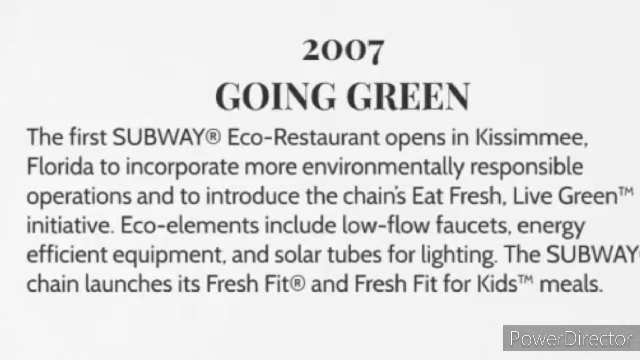 2007
GOING GREEN
The first SUBWAY® Eco-Restaurant opens in Kissimmee,
Florida to incorporate more environmentally responsible
operations and to introduce the chain's Eat Fresh, Live Green™
initiative. Eco-elements include low-flow faucets, energy
efficient equipment, and solar tubes for lighting. The SUBWAY®
chain launches its Fresh Fit® and Fresh Fit for Kids™ meals.
PowerDirector